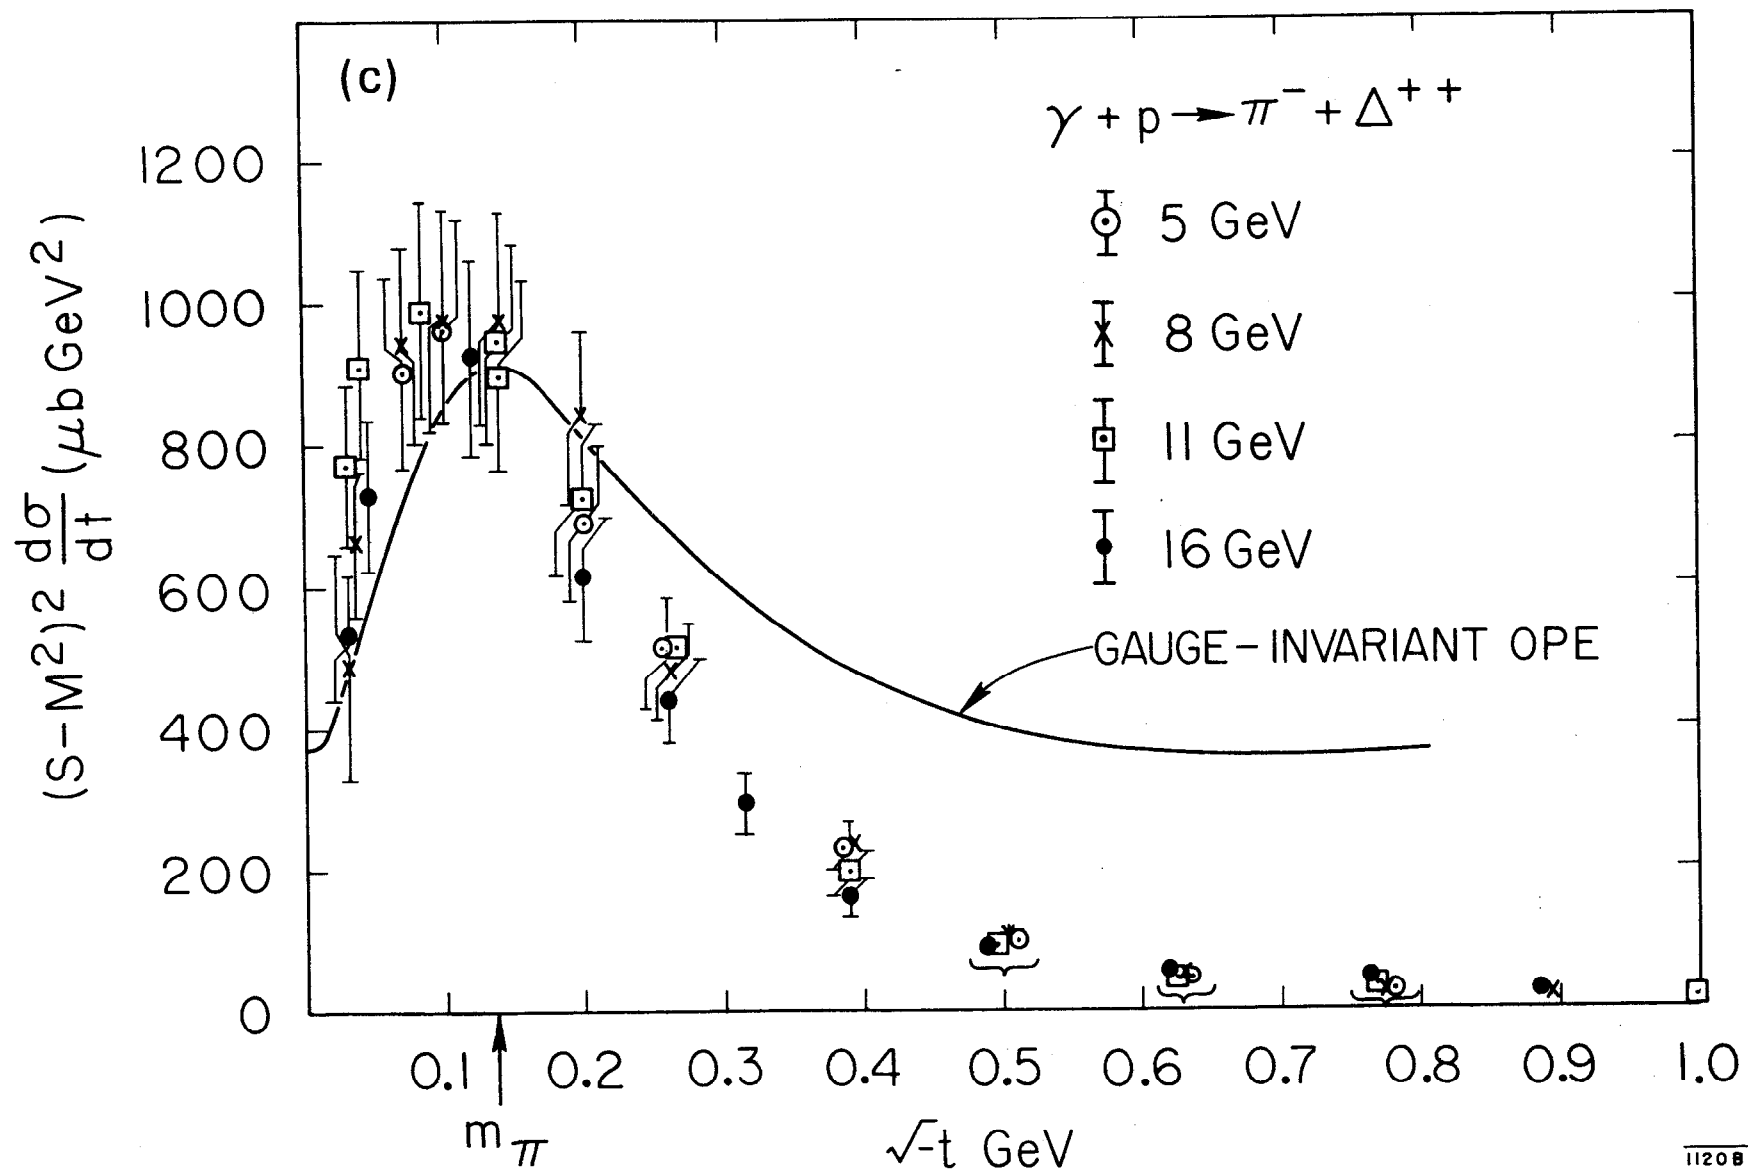 (c)
γ + p → π⁻ + Δ⁺⁺
5 GeV
8 GeV
11 GeV
16 GeV
GAUGE-INVARIANT OPE
(S-M²)2 dσ/dt (μb GeV²)
1200
1000
800
600
400
200
0
0.1 0.2 0.3 0.4 0.5 0.6 0.7 0.8 0.9 1.0
mπ
√-t GeV
1120B